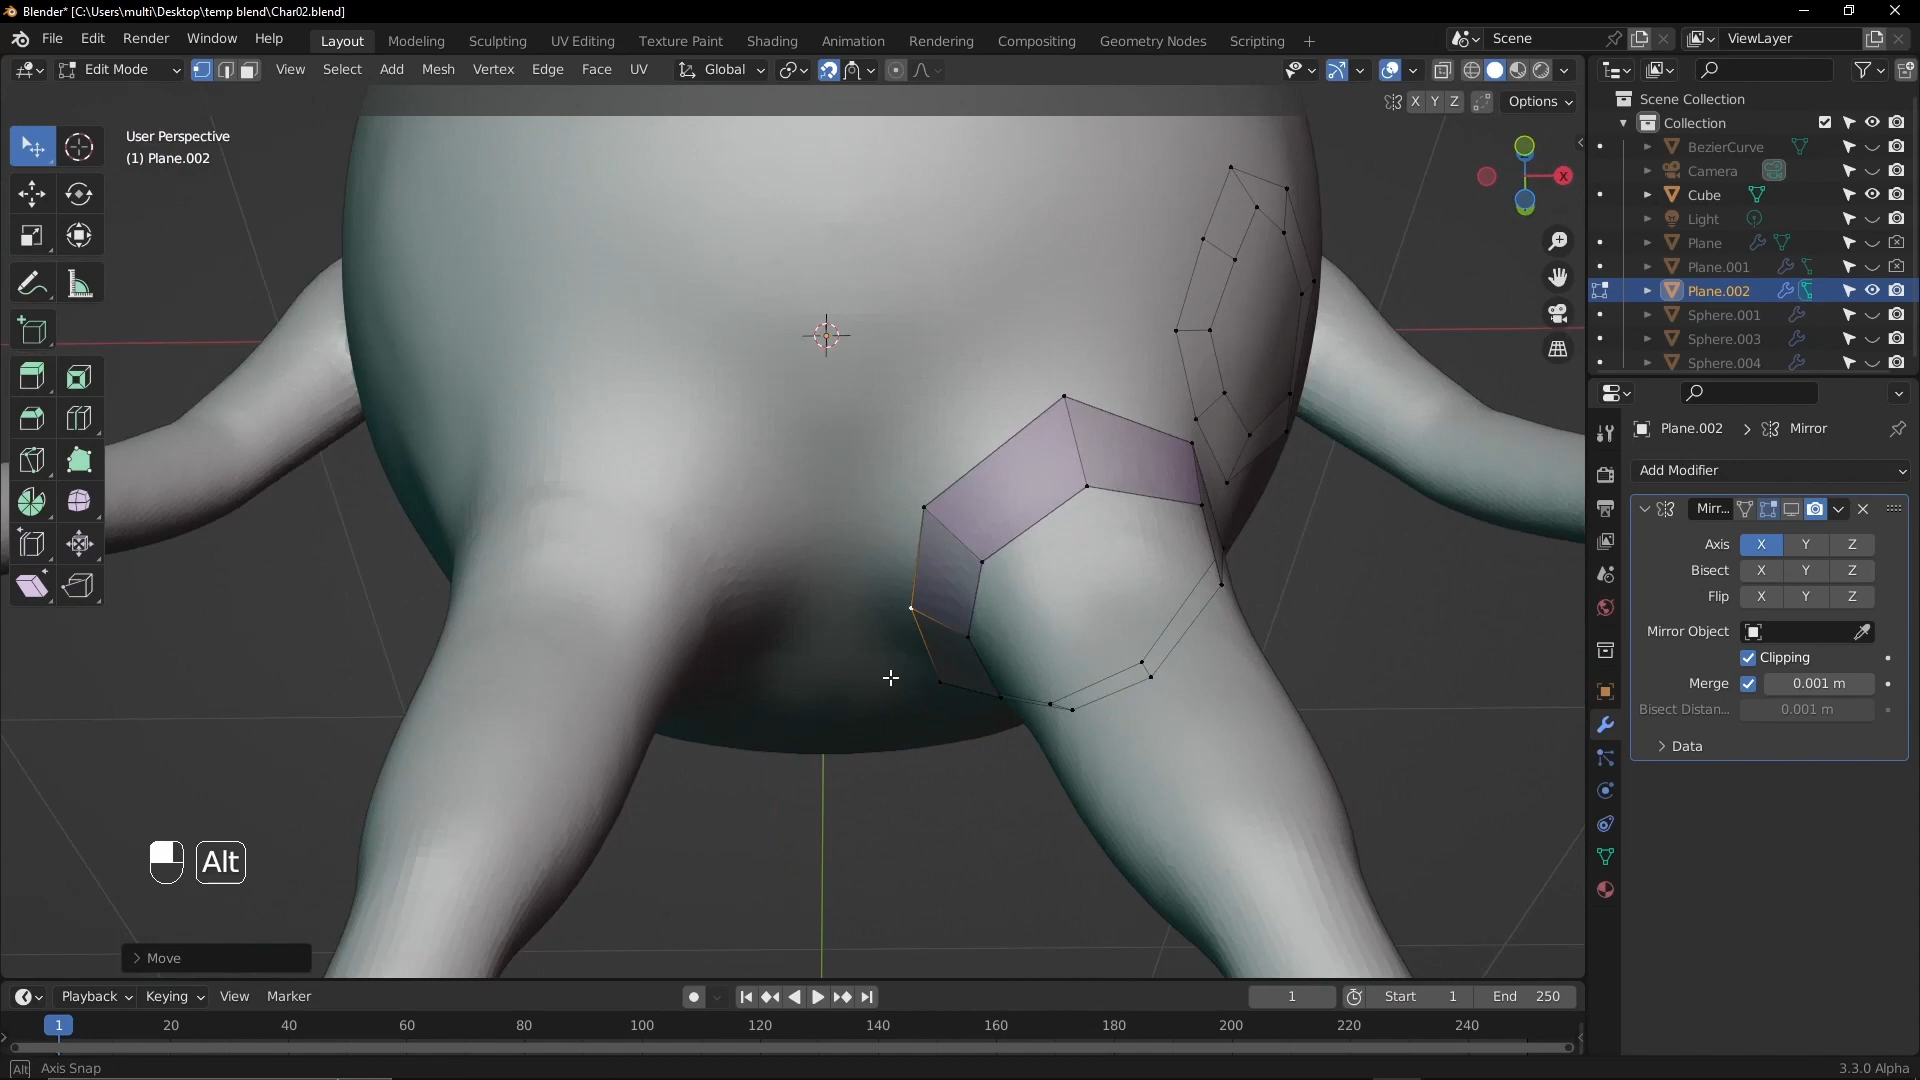 Blender* [C:\Users\multi\Desktop\temp blend\Char02.blend]
File Edit Render Window Help
Layout Modeling Sculpting UV Editing Texture Paint Shading Animation Rendering Compositing Geometry Nodes Scripting +
Scene
ViewLayer
Edit Mode
View Select Add Mesh Vertex Edge Face UV
Global
X Y Z
Options
User Perspective
(1) Plane.002
X
Scene Collection
Collection
BezierCurve
Camera
Cube
Light
Plane
Plane.001
Plane.002
Sphere.001
Sphere.003
Sphere.004
Plane.002 > Mirror
Add Modifier
Mirr...
Axis X Y Z
Bisect X Y Z
Flip X Y Z
Mirror Object
Clipping
Merge 0.001 m
Bisect Distan... 0.001 m
Data
Alt
Move
Playback Keying View Marker
1
Start 1
End 250
1 20 40 60 80 100 120 140 160 180 200 220 240
Alt Axis Snap
3.3.0 Alpha